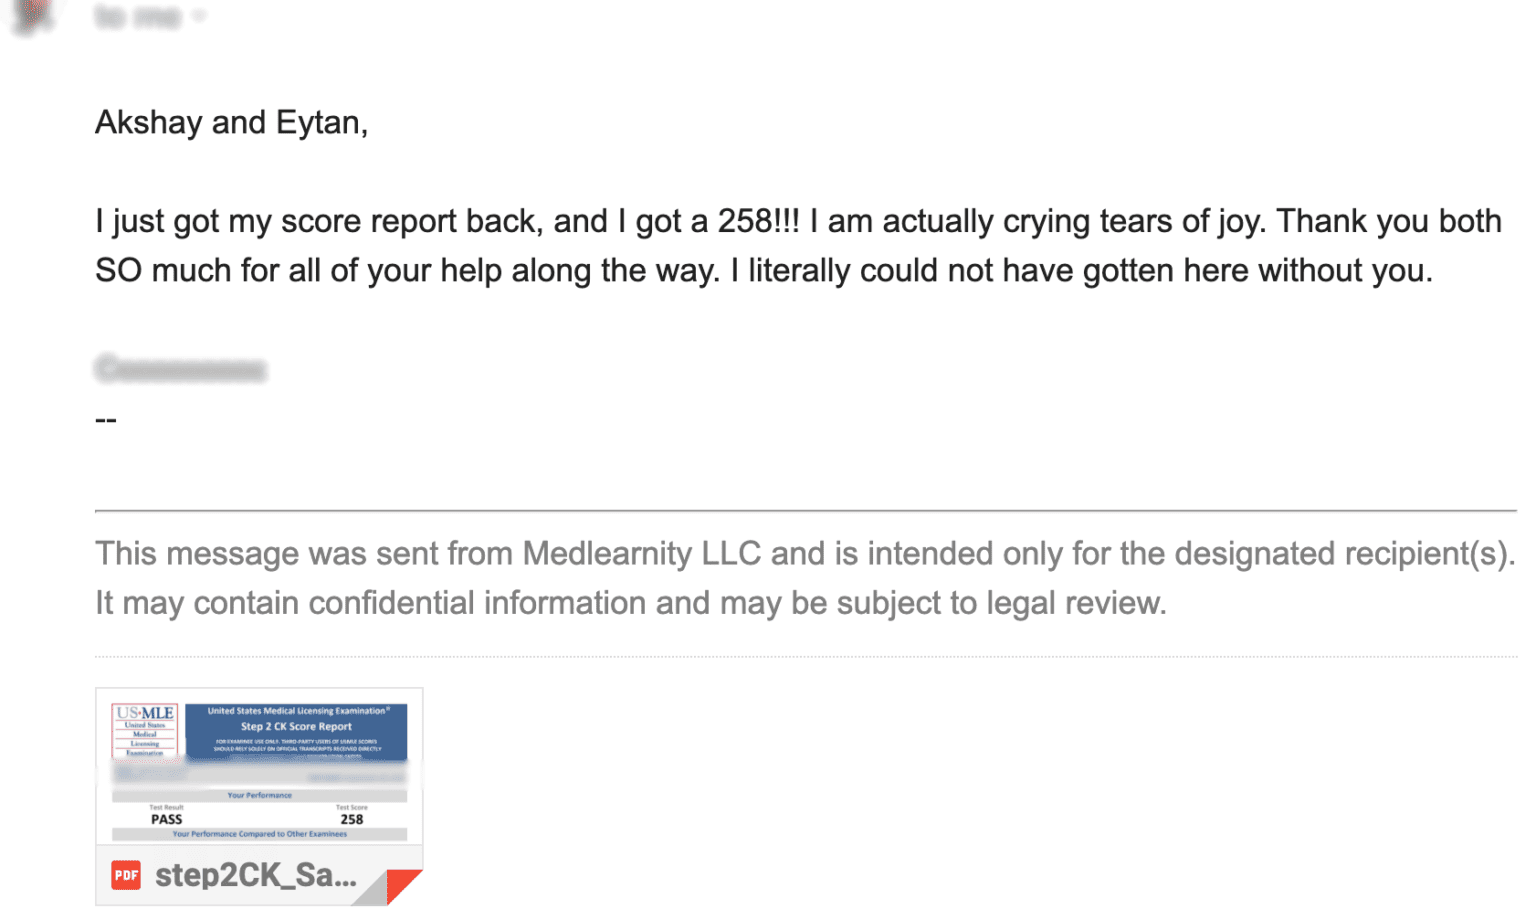 to me
Akshay and Eytan,
I just got my score report back, and I got a 258!!! I am actually crying tears of joy. Thank you both
SO much for all of your help along the way. I literally could not have gotten here without you.
--
This message was sent from Medlearnity LLC and is intended only for the designated recipient(s).
It may contain confidential information and may be subject to legal review.
US·MLE
United States
Medical
Licensing
Examination
United States Medical Licensing Examination®
Step 2 CK Score Report
FOR EXAMINEE USE ONLY. THIRD-PARTY USERS OF USMLE SCORES
SHOULD RELY SOLELY ON OFFICIAL TRANSCRIPTS RECEIVED DIRECTLY
Your Performance
Test Result
Test Score
PASS
258
Your Performance Compared to Other Examinees
PDF
step2CK_Sa...